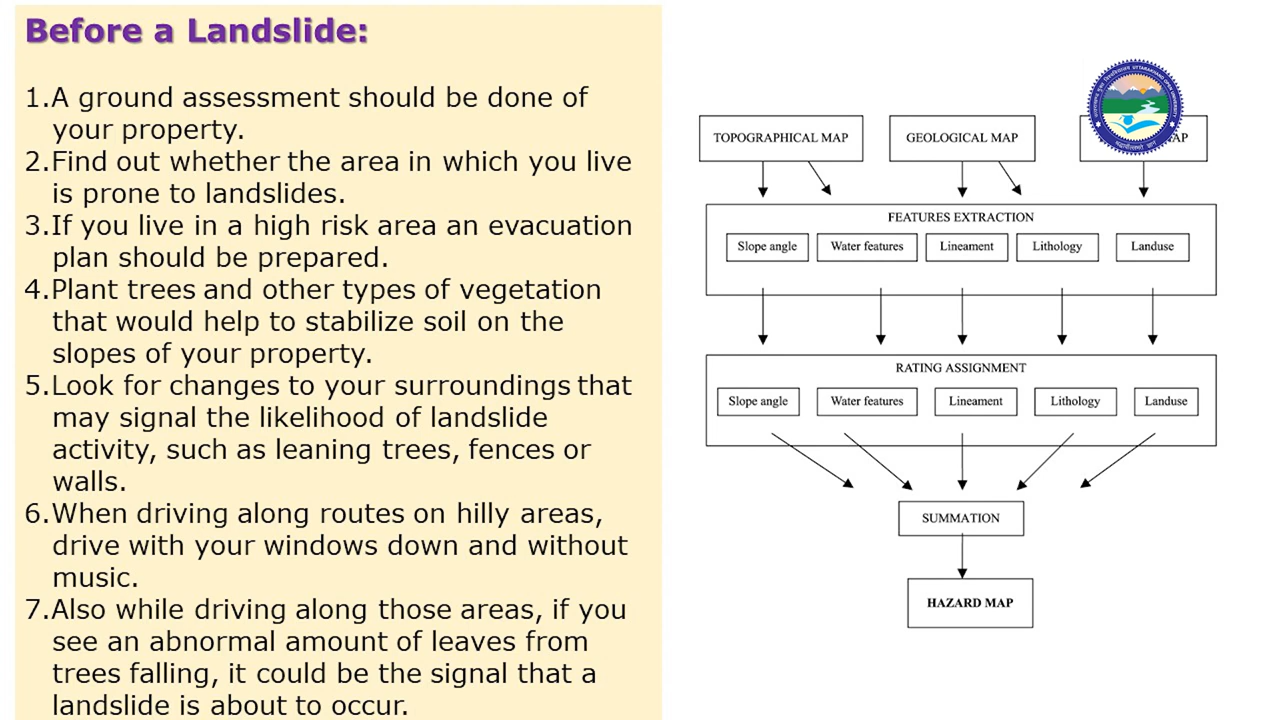 Before a Landslide:
1.A ground assessment should be done of
your property.
2.Find out whether the area in which you live
is prone to landslides.
3.If you live in a high risk area an evacuation
plan should be prepared.
4.Plant trees and other types of vegetation
that would help to stabilize soil on the
slopes of your property.
5.Look for changes to your surroundings that
may signal the likelihood of landslide
activity, such as leaning trees, fences or
walls.
6.When driving along routes on hilly areas,
drive with your windows down and without
music.
7.Also while driving along those areas, if you
see an abnormal amount of leaves from
trees falling, it could be the signal that a
landslide is about to occur.
TOPOGRAPHICAL MAP
GEOLOGICAL MAP
FEATURES EXTRACTION
Slope angle
Water features
Lineament
Lithology
Landuse
RATING ASSIGNMENT
Slope angle
Water features
Lineament
Lithology
Landuse
SUMMATION
HAZARD MAP